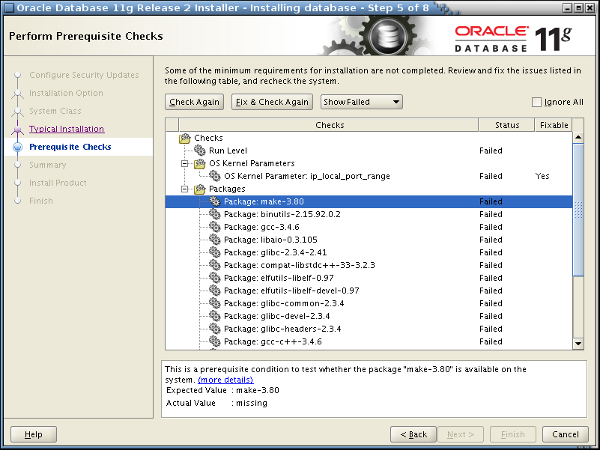 Oracle Database 11g Release 2 Installer - Installing database - Step 5 of 8
Perform Prerequisite Checks
ORACLE
DATABASE 11g
Configure Security Updates
Installation Option
System Class
Typical Installation
Prerequisite Checks
Summary
Install Product
Finish
Some of the minimum requirements for installation are not completed. Review and fix the issues listed in
the following table, and recheck the system.
Check Again Fix & Check Again Show Failed Ignore All
Checks Status Fixable
Checks
Run Level Failed
OS Kernel Parameters
OS Kernel Parameter: ip_local_port_range Failed Yes
Packages
Package: make-3.80 Failed
Package: binutils-2.15.92.0.2 Failed
Package: gcc-3.4.6 Failed
Package: libaio-0.3.105 Failed
Package: glibc-2.3.4-2.41 Failed
Package: compat-libstdc++-33-3.2.3 Failed
Package: elfutils-libelf-0.97 Failed
Package: elfutils-libelf-devel-0.97 Failed
Package: glibc-common-2.3.4 Failed
Package: glibc-devel-2.3.4 Failed
Package: glibc-headers-2.3.4 Failed
Package: gcc-c++-3.4.6 Failed
This is a prerequisite condition to test whether the package "make-3.80" is available on the
system. (more details)
Expected Value : make-3.80
Actual Value : missing
Help < Back Next > Finish Cancel